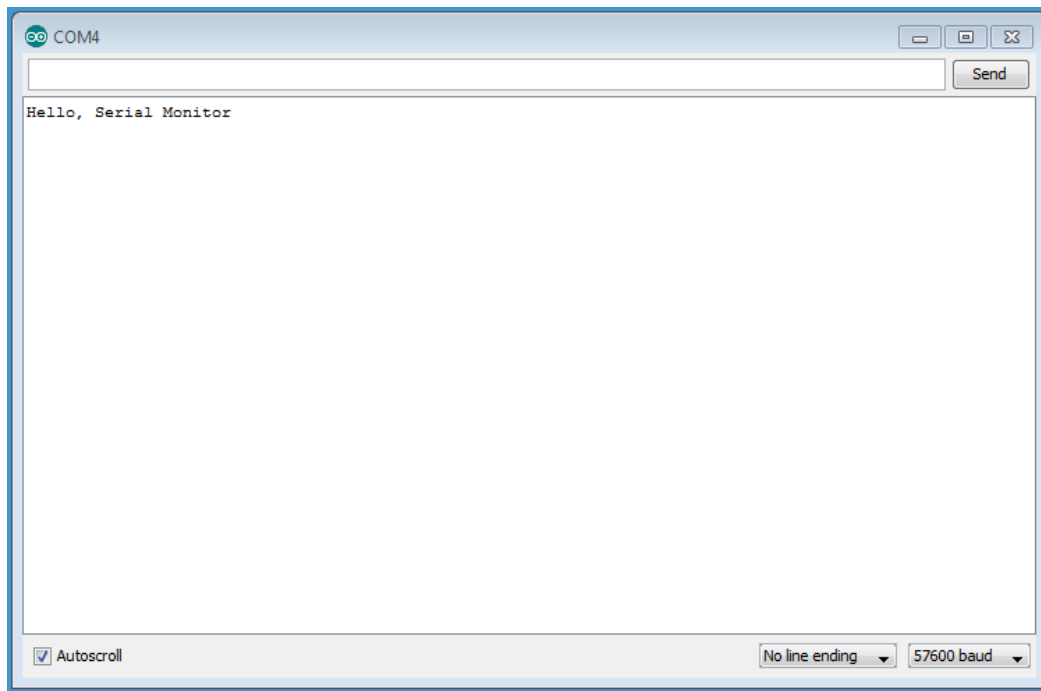 COM4
Send
Hello, Serial Monitor
Autoscroll
No line ending
57600 baud